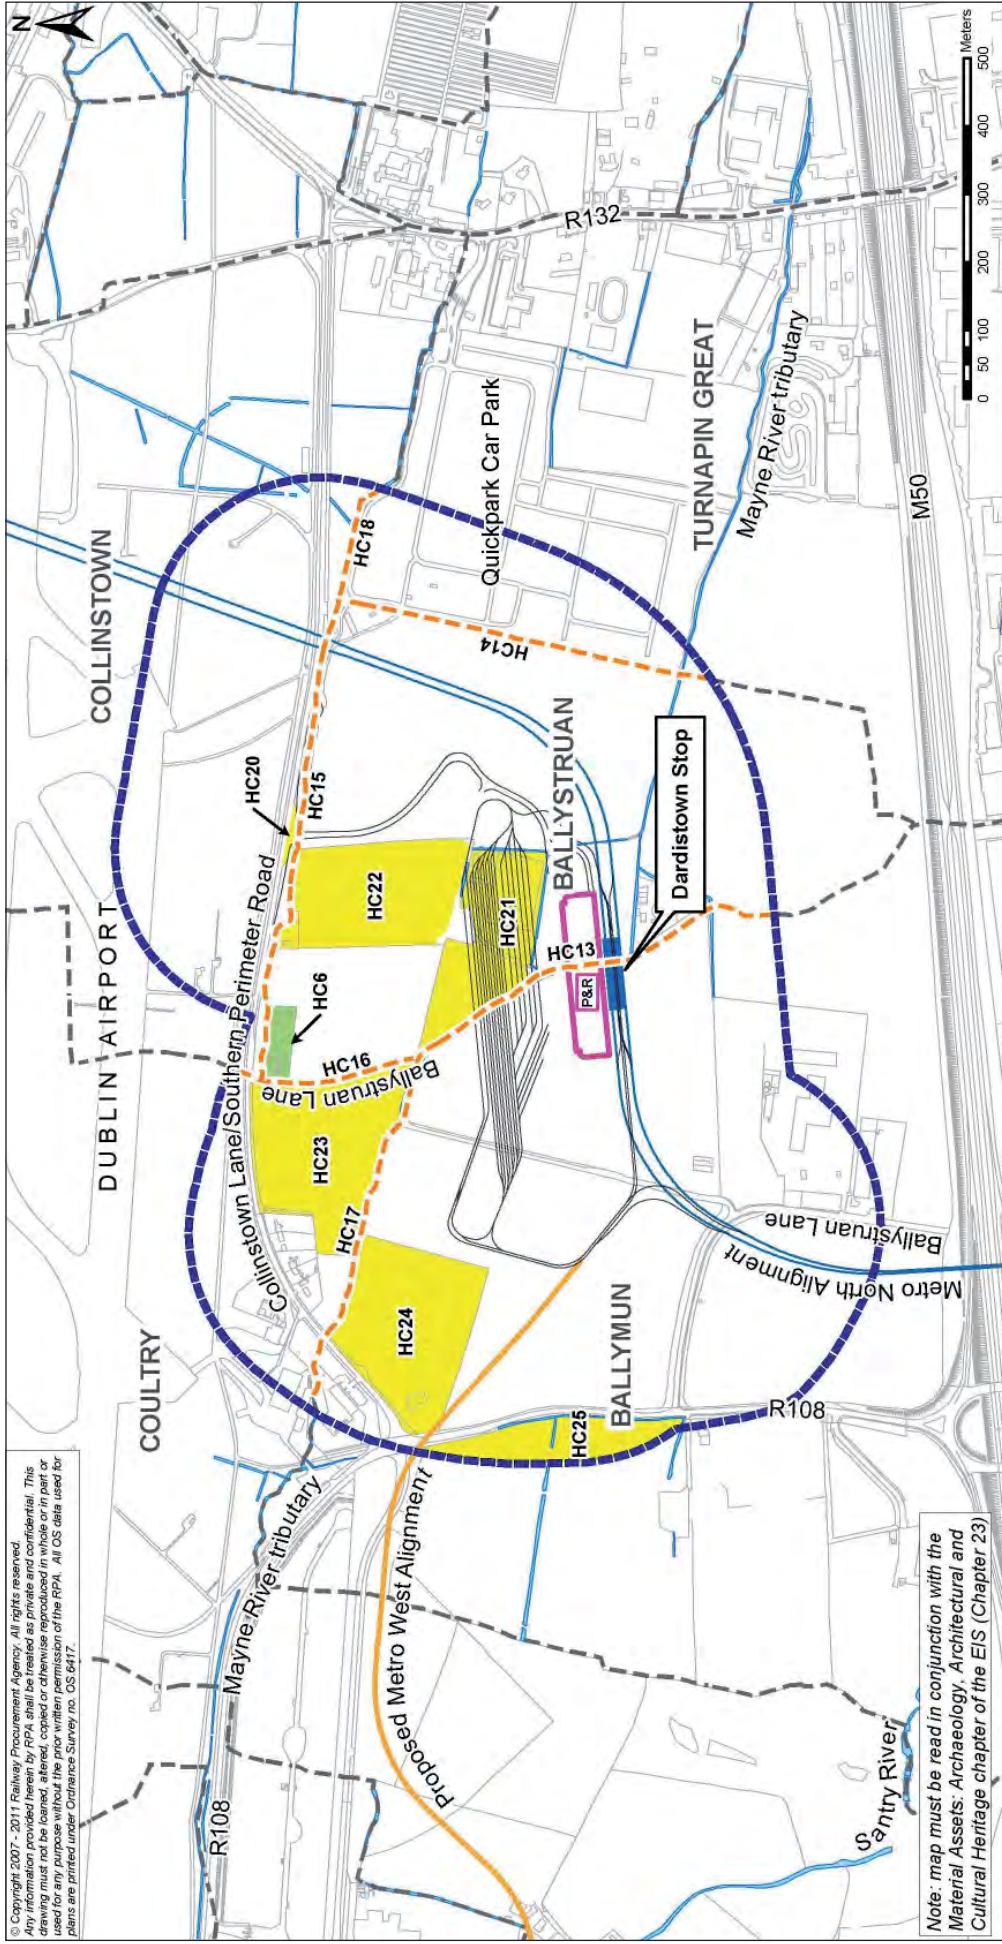 © Copyright 2007 - 2011 Railway Procurement Agency. All rights reserved.
Any information provided herein by RPA shall be treated as private and confidential. This
drawing must not be loaned, altered, copied or otherwise reproduced in whole or in part or
used for any purpose without the prior written permission of the RPA. All OS data used for
plans are printed under Ordnance Survey no. OS 6417.
N
COULTRY
DUBLIN AIRPORT
COLLINSTOWN
R108
Mayne River tributary
Collinstown Lane/Southern Perimeter Road
HC20
HC6
HC15
HC18
HC16
Ballystruan Lane
HC22
HC23
HC17
HC24
HC21
HC13
HC14
Quickpark Car Park
R132
Proposed Metro West Alignment
HC25
BALLYMUN
R108
P&R
BALLYSTRUAN
Dardistown Stop
TURNAPIN GREAT
Mayne River tributary
Metro North Alignment
Ballystruan Lane
M50
Santry River
Note: map must be read in conjunction with the
Material Assets: Archaeology, Architectural and
Cultural Heritage chapter of the EIS (Chapter 23)
0 50 100 200 300 400 500
Meters